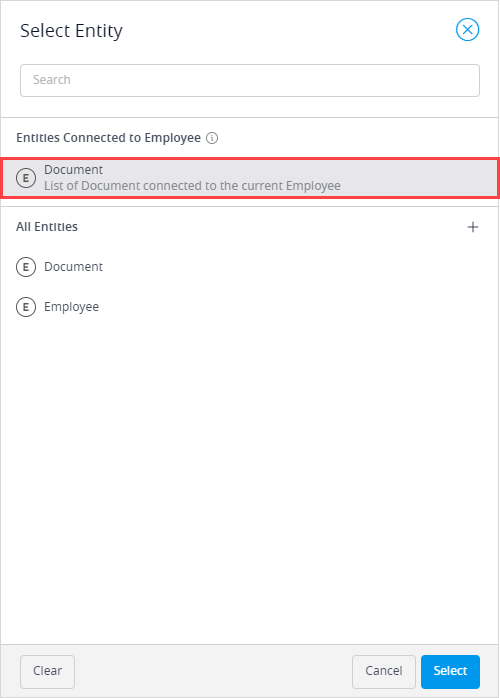 Select Entity
Search
Entities Connected to Employee
E Document
List of Document connected to the current Employee
All Entities
E Document
E Employee
Clear Cancel Select